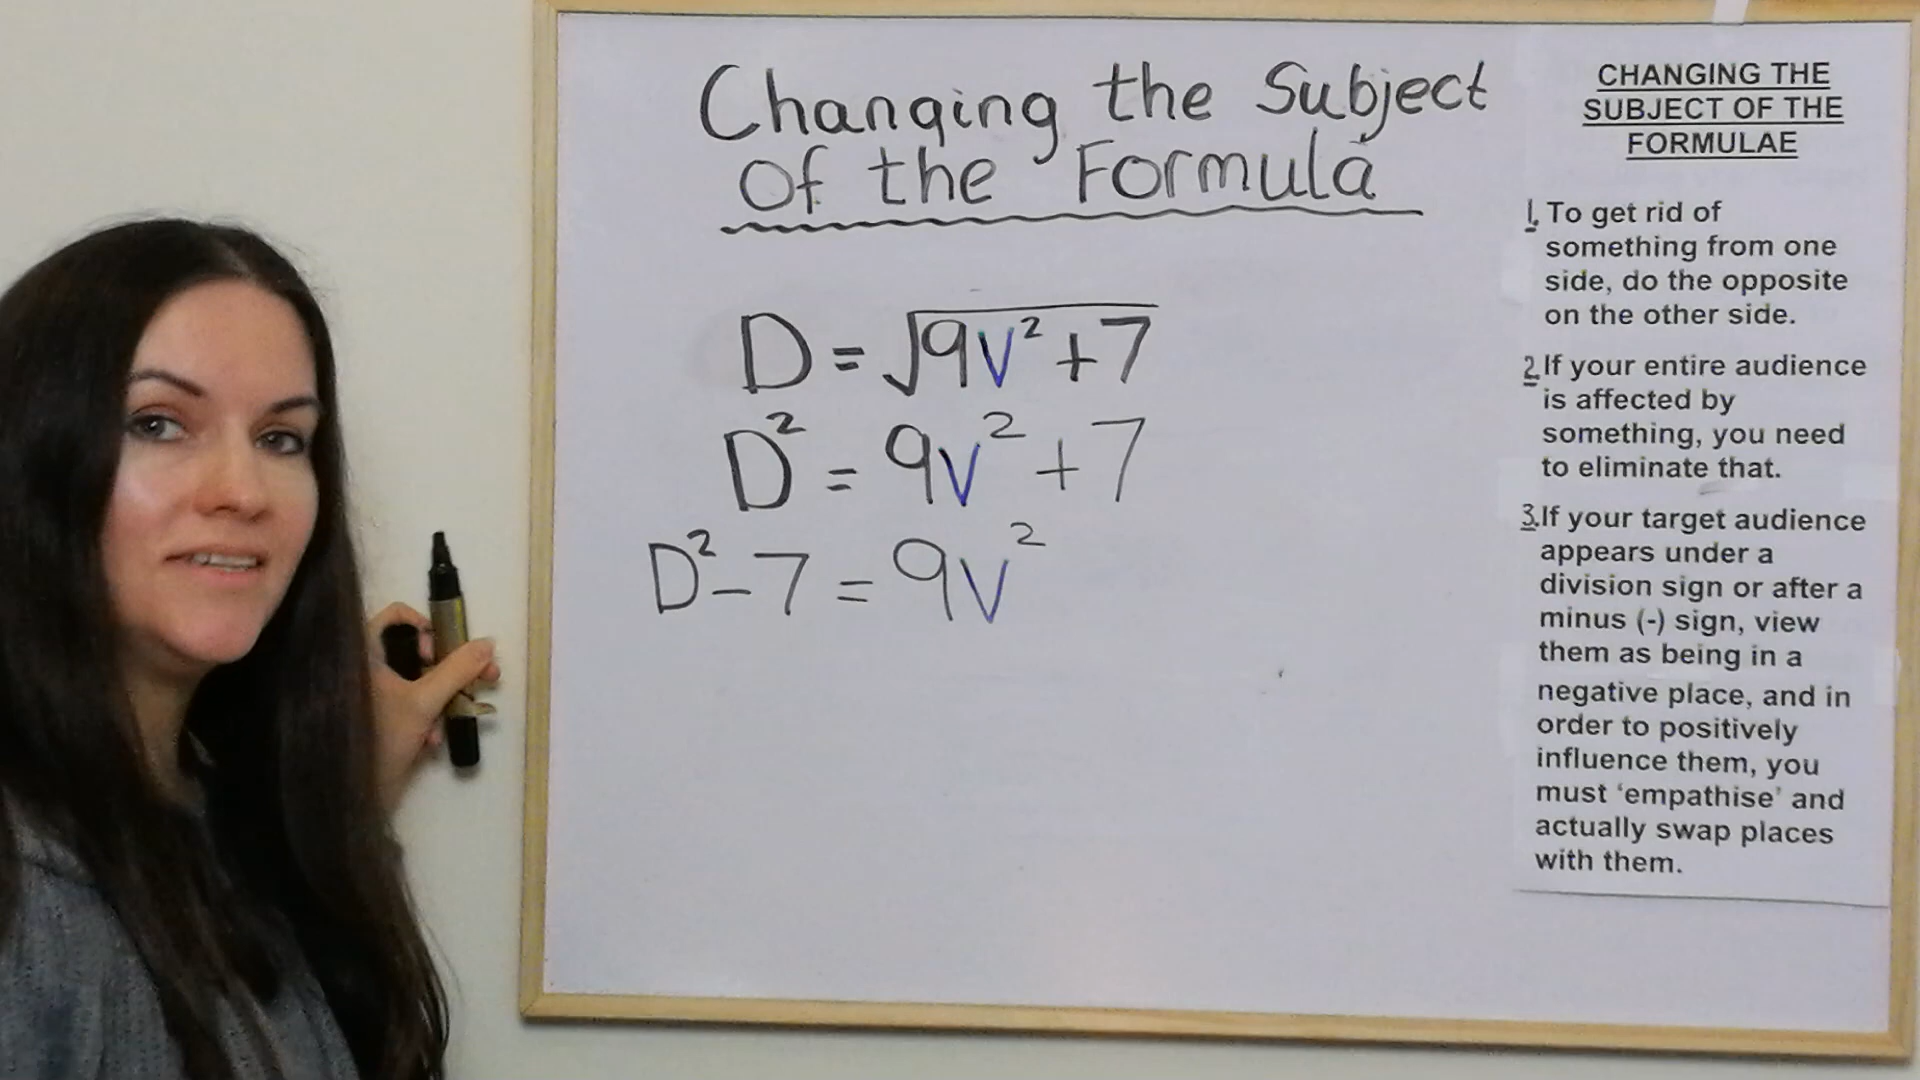 Changing the Subject
of the Formula
D = √9V² + 7
D² = 9V² + 7
D² - 7 = 9V²
CHANGING THE
SUBJECT OF THE
FORMULAE
1. To get rid of
something from one
side, do the opposite
on the other side.
2. If your entire audience
is affected by
something, you need
to eliminate that.
3. If your target audience
appears under a
division sign or after a
minus (-) sign, view
them as being in a
negative place, and in
order to positively
influence them, you
must ‘empathise’ and
actually swap places
with them.